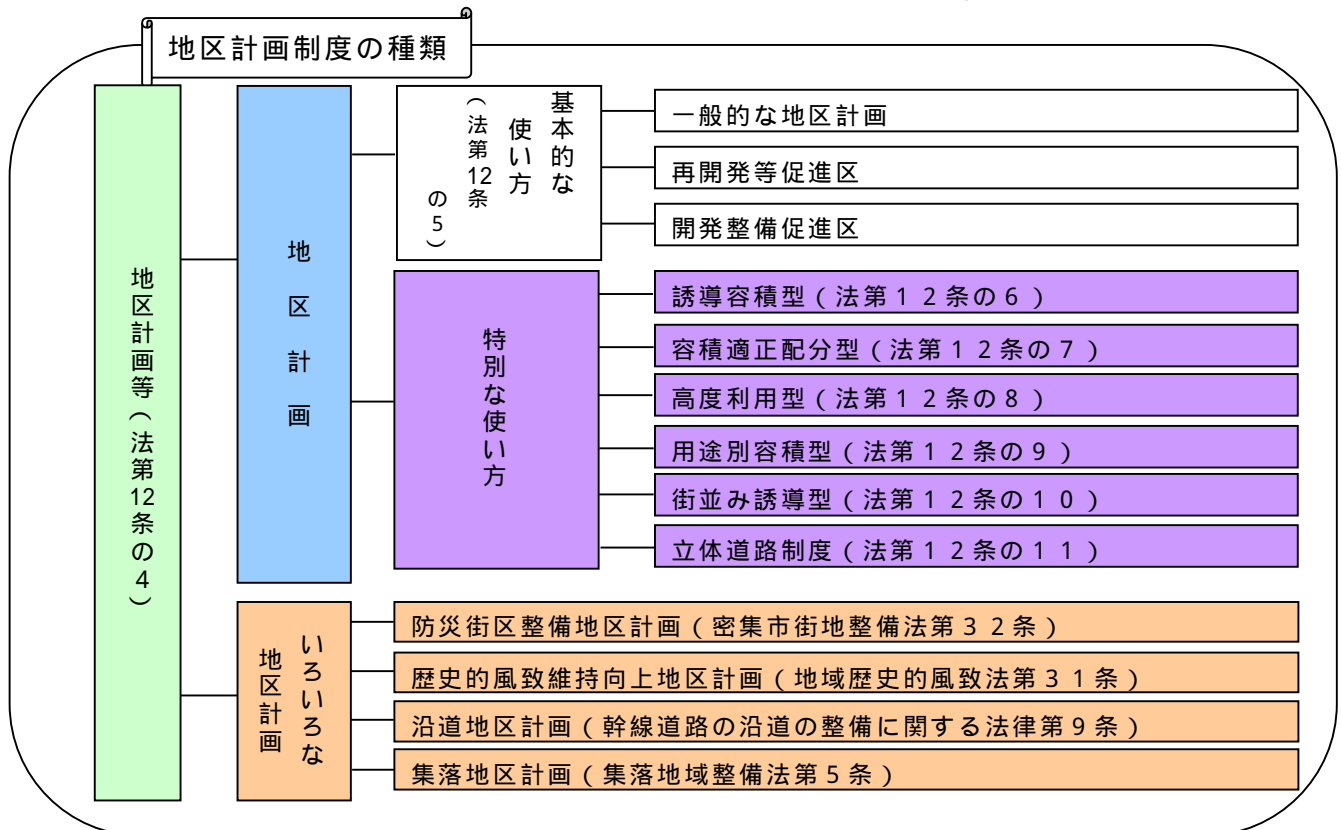 地区計画制度の種類
地区計画等（法第12条の4）
地区計画
基本的な
使い方
（法第12条
の5）
一般的な地区計画
再開発等促進区
開発整備促進区
特別な使い方
誘導容積型（法第１２条の６）
容積適正配分型（法第１２条の７）
高度利用型（法第１２条の８）
用途別容積型（法第１２条の９）
街並み誘導型（法第１２条の１０）
立体道路制度（法第１２条の１１）
いろいろな
地区計画
防災街区整備地区計画（密集市街地整備法第３２条）
歴史的風致維持向上地区計画（地域歴史的風致法第３１条）
沿道地区計画（幹線道路の沿道の整備に関する法律第９条）
集落地区計画（集落地域整備法第５条）